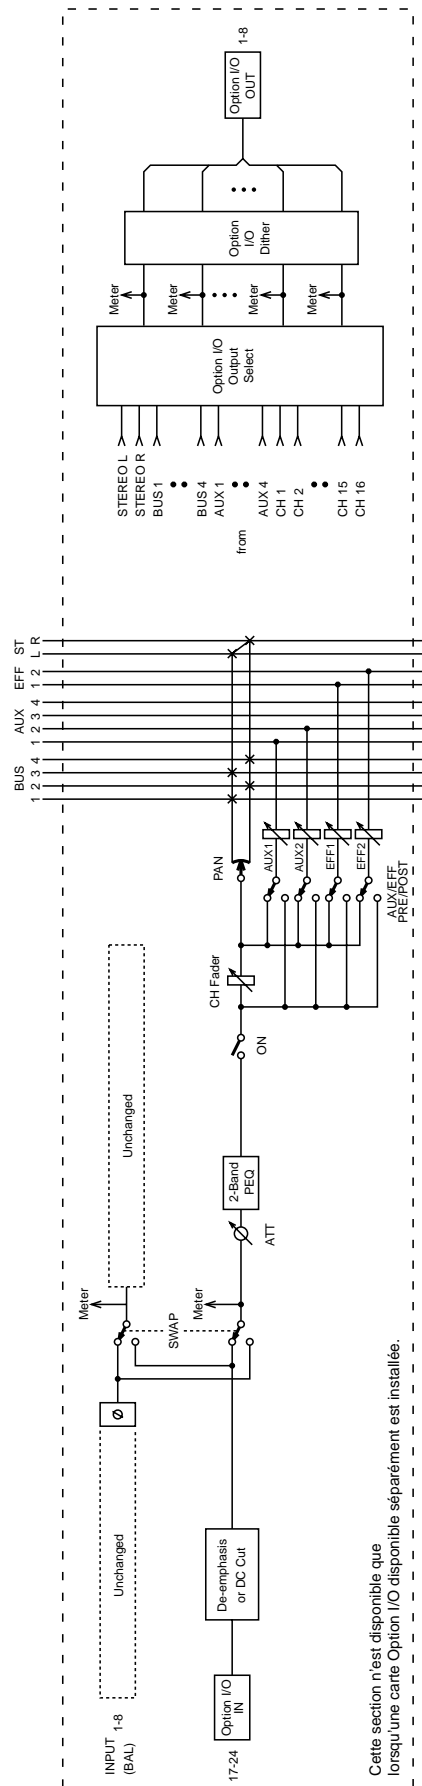 INPUT 1-8
(BAL)
Unchanged
Ø
Meter
Unchanged
SWAP
17-24
Option I/O
IN
De-emphasis
or DC Cut
Meter
ATT
2-Band
PEQ
ON
CH Fader
PAN
AUX1
AUX2
EFF1
EFF2
AUX/EFF
PRE/POST
BUS
1
2
3
4
AUX
1
2
3
4
EFF
1
2
ST
L
R
from
STEREO L
STEREO R
BUS 1
BUS 4
AUX 1
AUX 4
CH 1
CH 2
CH 15
CH 16
Option I/O
Output
Select
Meter
Meter
Meter
Meter
Option
I/O
Dither
Option I/O
OUT
1-8
Cette section n'est disponible que
lorsqu'une carte Option I/O disponible séparément est installée.